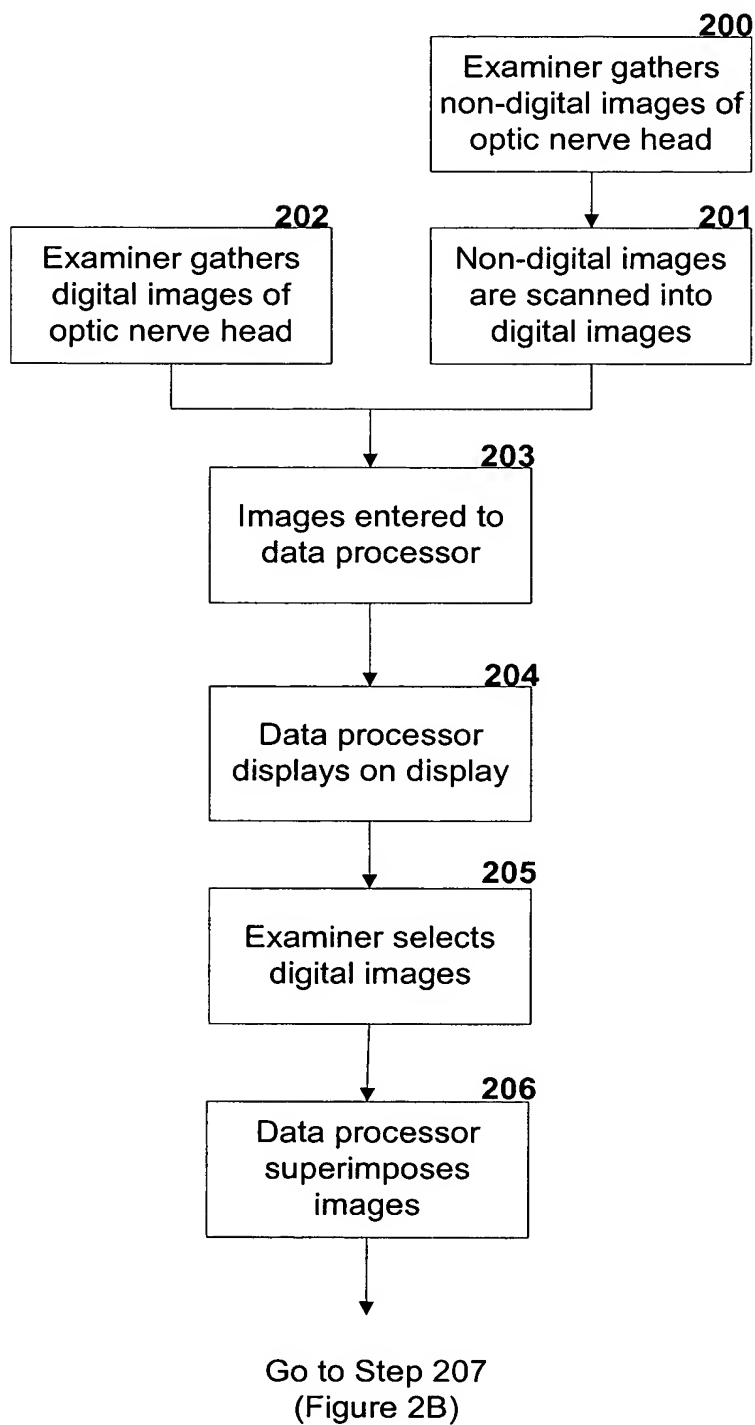 200
Examiner gathers
non-digital images of
optic nerve head
202
Examiner gathers
digital images of
optic nerve head
201
Non-digital images
are scanned into
digital images
203
Images entered to
data processor
204
Data processor
displays on display
205
Examiner selects
digital images
206
Data processor
superimposes
images
Go to Step 207
(Figure 2B)